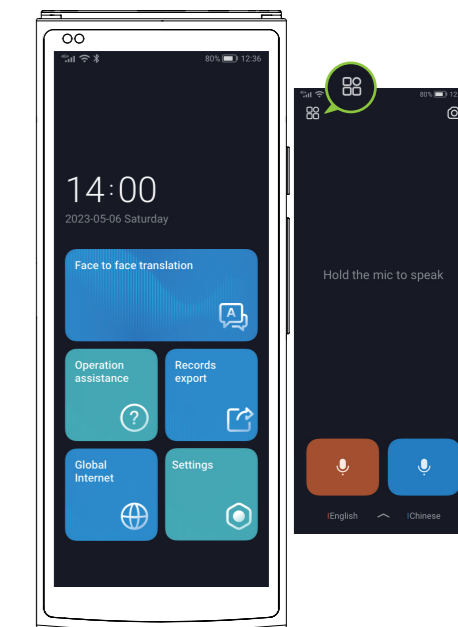 80% 12:36
14:00
2023-05-06 Saturday
Face to face translation
A
Operation
assistance
?
Records
export
Global
Internet
Settings
80% 12
Hold the mic to speak
English
Chinese